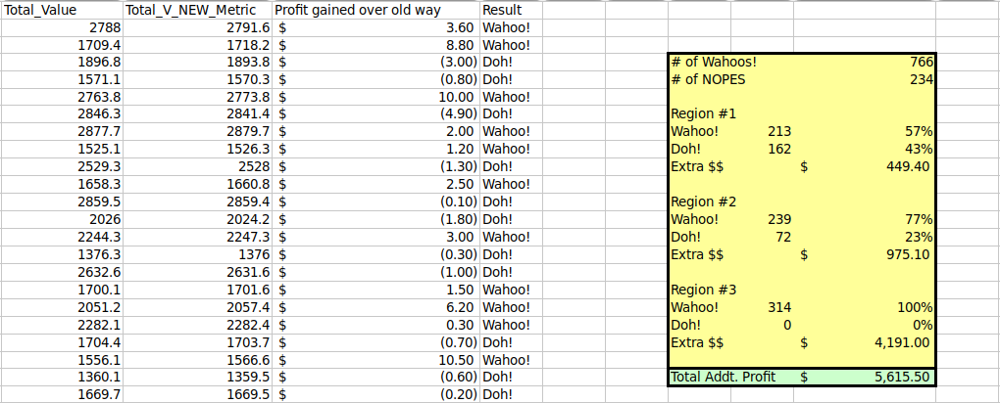 Total_Value Total_V_NEW_Metric Profit gained over old way Result
2788 2791.6 $ 3.60 Wahoo!
1709.4 1718.2 $ 8.80 Wahoo!
1896.8 1893.8 $ (3.00) Doh! # of Wahoos! 766
1571.1 1570.3 $ (0.80) Doh! # of NOPES 234
2763.8 2773.8 $ 10.00 Wahoo!
2846.3 2841.4 $ (4.90) Doh! Region #1
2877.7 2879.7 $ 2.00 Wahoo! Wahoo! 213 57%
1525.1 1526.3 $ 1.20 Wahoo! Doh! 162 43%
2529.3 2528 $ (1.30) Doh! Extra $$ $ 449.40
1658.3 1660.8 $ 2.50 Wahoo!
2859.5 2859.4 $ (0.10) Doh! Region #2
2026 2024.2 $ (1.80) Doh! Wahoo! 239 77%
2244.3 2247.3 $ 3.00 Wahoo! Doh! 72 23%
1376.3 1376 $ (0.30) Doh! Extra $$ $ 975.10
2632.6 2631.6 $ (1.00) Doh!
1700.1 1701.6 $ 1.50 Wahoo! Region #3
2051.2 2057.4 $ 6.20 Wahoo! Wahoo! 314 100%
2282.1 2282.4 $ 0.30 Wahoo! Doh! 0 0%
1704.4 1703.7 $ (0.70) Doh! Extra $$ $ 4,191.00
1556.1 1566.6 $ 10.50 Wahoo!
1360.1 1359.5 $ (0.60) Doh! Total Addt. Profit $ 5,615.50
1669.7 1669.5 $ (0.20) Doh!